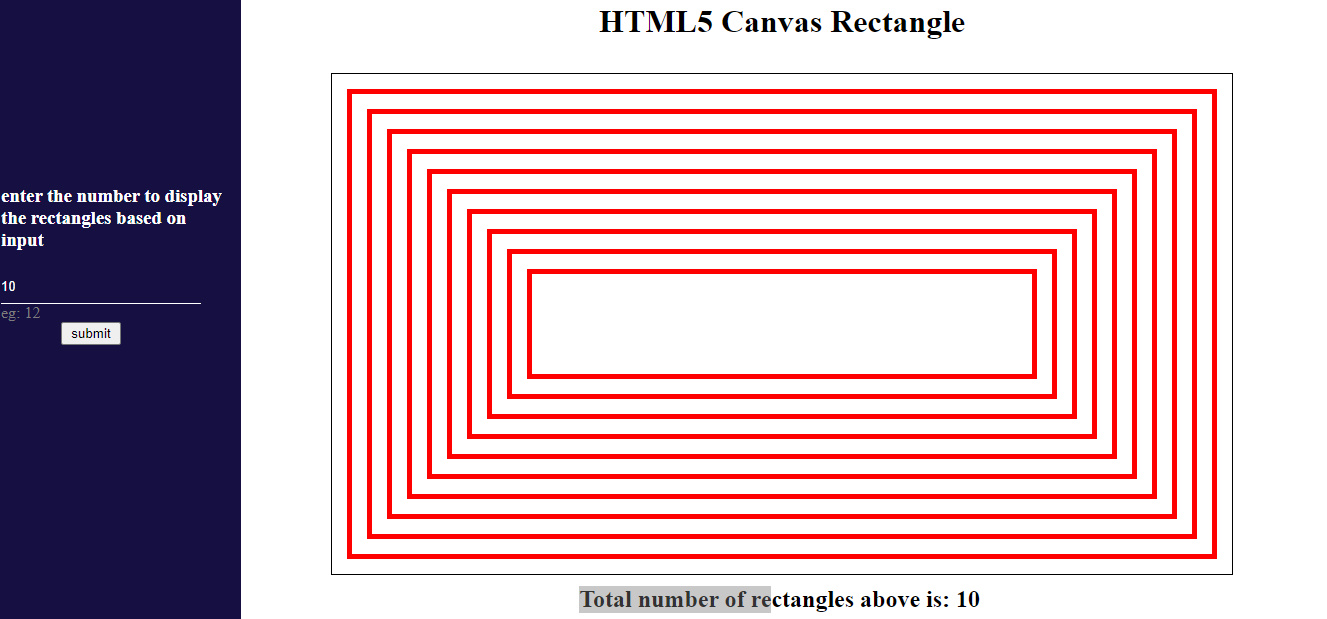 HTML5 Canvas Rectangle
enter the number to display
the rectangles based on
input
10
eg: 12
submit
Total number of rectangles above is: 10